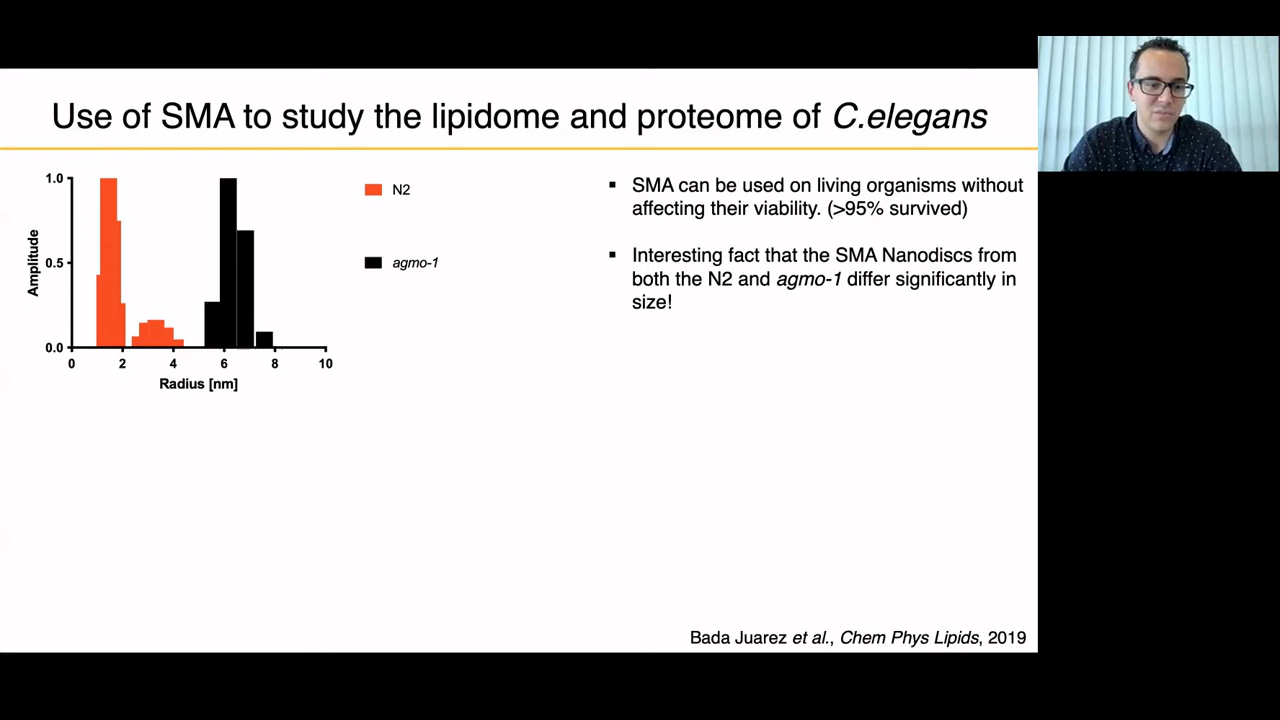 Use of SMA to study the lipidome and proteome of C.elegans
1.0
0.5
0.0
Amplitude
0 2 4 6 8 10
Radius [nm]
N2
agmo-1
▪ SMA can be used on living organisms without
affecting their viability. (>95% survived)
▪ Interesting fact that the SMA Nanodiscs from
both the N2 and agmo-1 differ significantly in
size!
Bada Juarez et al., Chem Phys Lipids, 2019